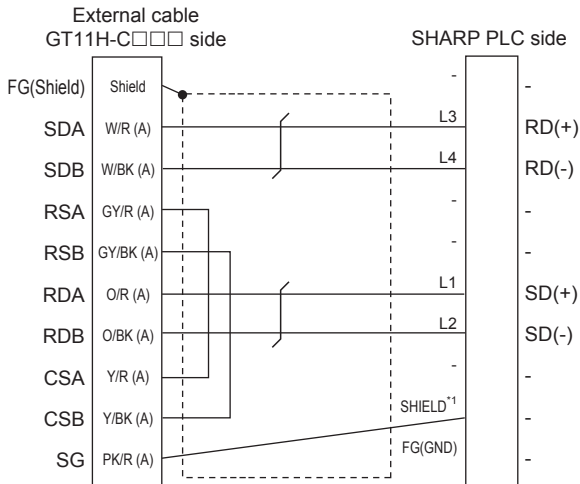 External cable
GT11H-C□□□ side
SHARP PLC side
FG(Shield) Shield - -
SDA W/R (A) L3 RD(+)
SDB W/BK (A) L4 RD(-)
RSA GY/R (A) - -
RSB GY/BK (A) - -
RDA O/R (A) L1 SD(+)
RDB O/BK (A) L2 SD(-)
CSA Y/R (A) - -
CSB Y/BK (A) SHIELD*1 -
SG PK/R (A) FG(GND) -